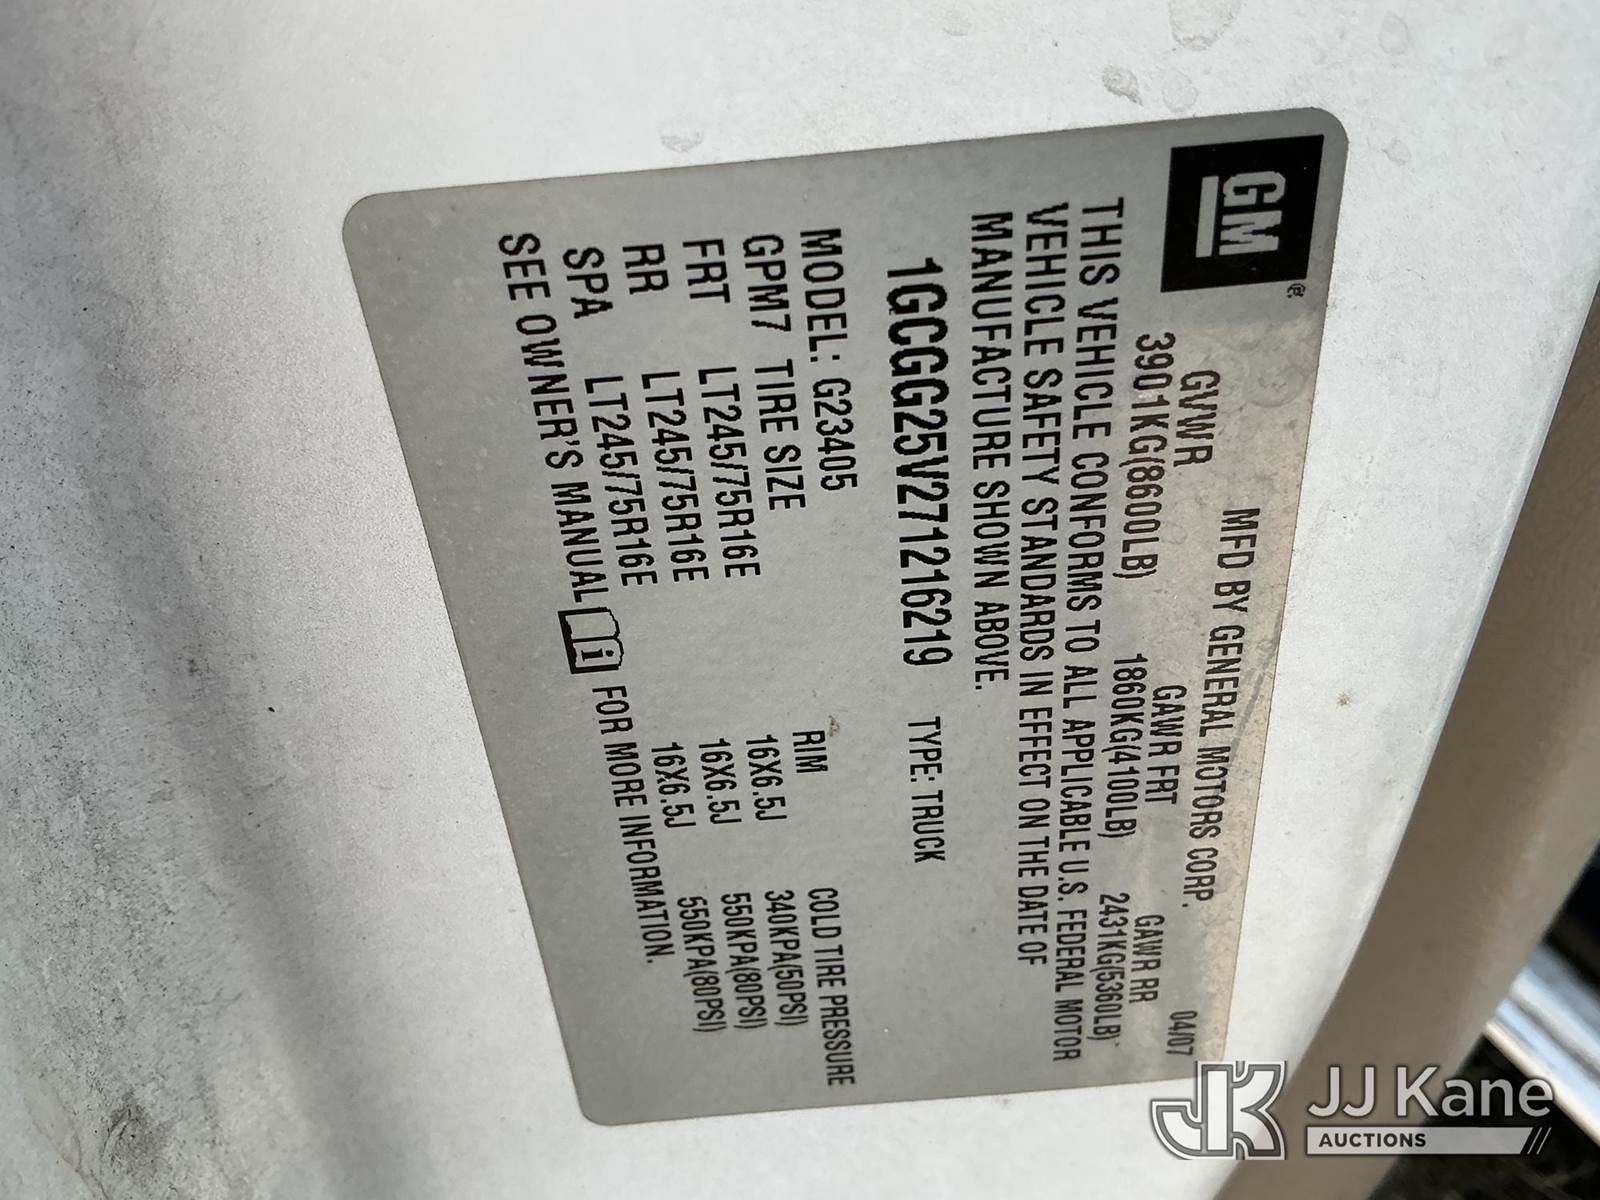 GM
MFD BY GENERAL MOTORS CORP. 04/07
GVWR GAWR FRT GAWR RR
3901KG(8600LB) 1860KG(4100LB) 2431KG(5360LB)
THIS VEHICLE CONFORMS TO ALL APPLICABLE U.S. FEDERAL MOTOR
VEHICLE SAFETY STANDARDS IN EFFECT ON THE DATE OF
MANUFACTURE SHOWN ABOVE.
1GCGG25V271216219 TYPE: TRUCK
MODEL: G23405
GPM7 TIRE SIZE RIM COLD TIRE PRESSURE
FRT LT245/75R16E 16X6.5J 340KPA(50PSI)
RR LT245/75R16E 16X6.5J 550KPA(80PSI)
SPA LT245/75R16E 16X6.5J 550KPA(80PSI)
SEE OWNER'S MANUAL i FOR MORE INFORMATION.
JK JJ Kane
AUCTIONS